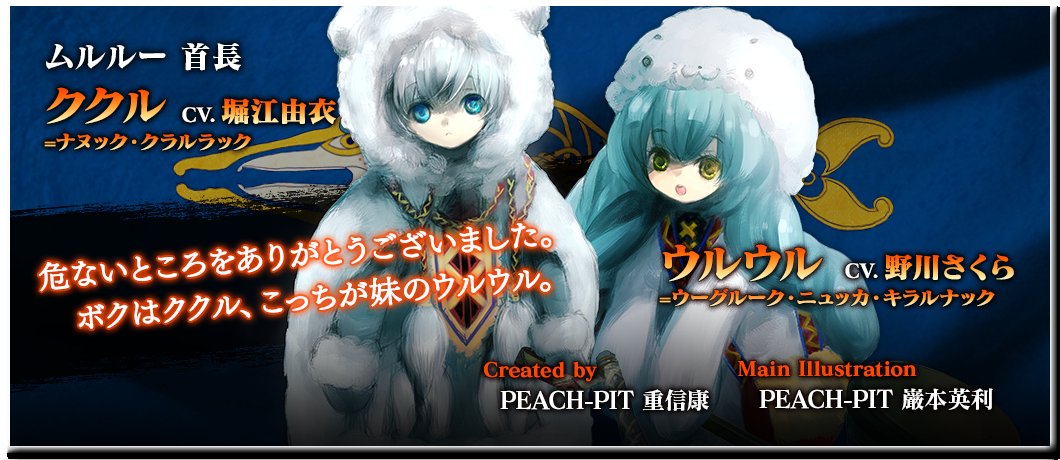 ムルルー 首長
ククル CV. 堀江由衣
=ナヌック・クラルラック
危ないところをありがとうございました。
ボクはククル、こっちが妹のウルウル。
ウルウル CV. 野川さくら
=ウーグルーク・ニュッカ・キラルナック
Created by
PEACH-PIT 重信康
Main Illustration
PEACH-PIT 巌本英利